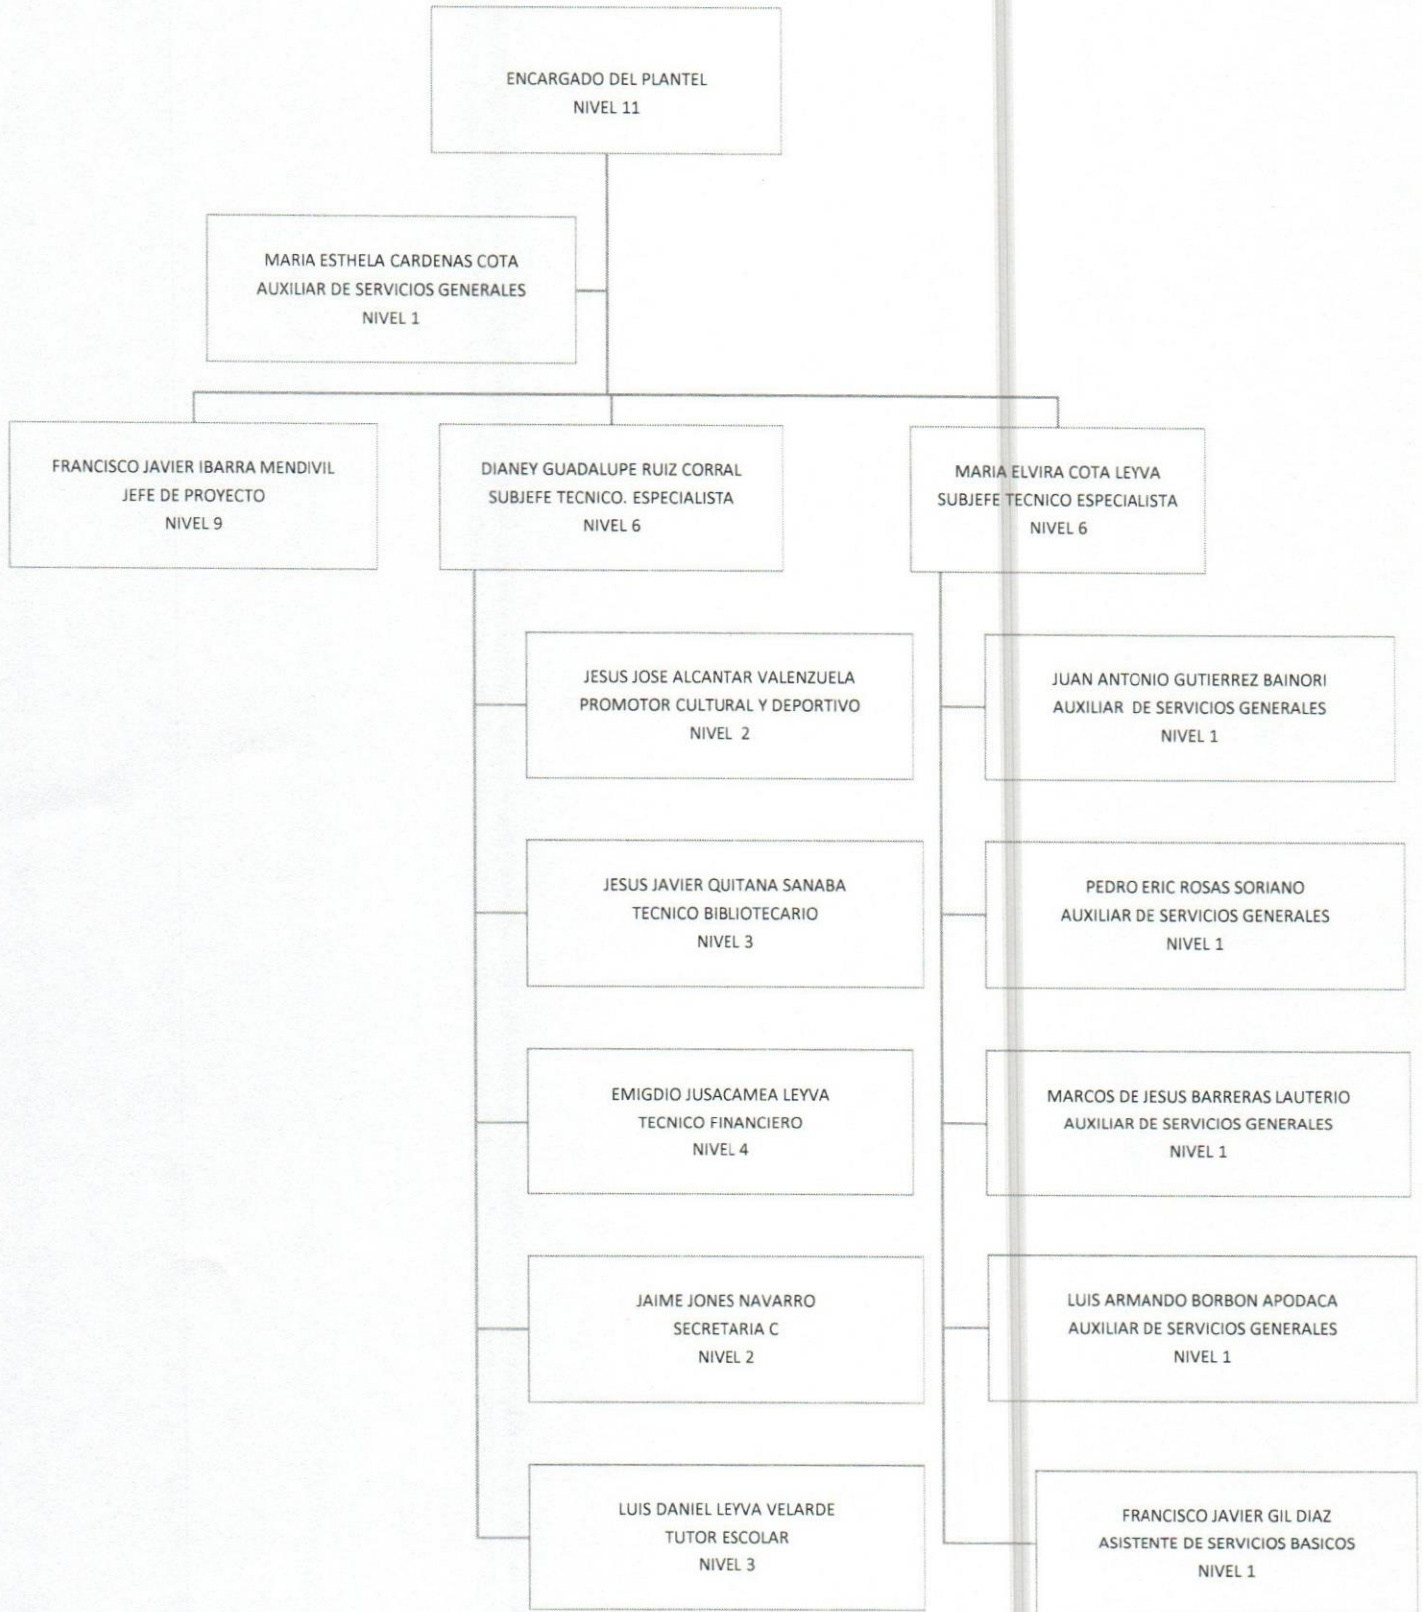 ENCARGADO DEL PLANTEL
NIVEL 11
MARIA ESTHELA CARDENAS COTA
AUXILIAR DE SERVICIOS GENERALES
NIVEL 1
FRANCISCO JAVIER IBARRA MENDIVIL
JEFE DE PROYECTO
NIVEL 9
DIANEY GUADALUPE RUIZ CORRAL
SUBJEFE TECNICO. ESPECIALISTA
NIVEL 6
MARIA ELVIRA COTA LEYVA
SUBJEFE TECNICO ESPECIALISTA
NIVEL 6
JESUS JOSE ALCANTAR VALENZUELA
PROMOTOR CULTURAL Y DEPORTIVO
NIVEL 2
JESUS JAVIER QUITANA SANABA
TECNICO BIBLIOTECARIO
NIVEL 3
EMIGDIO JUSACAMEA LEYVA
TECNICO FINANCIERO
NIVEL 4
JAIME JONES NAVARRO
SECRETARIA C
NIVEL 2
LUIS DANIEL LEYVA VELARDE
TUTOR ESCOLAR
NIVEL 3
JUAN ANTONIO GUTIERREZ BAINORI
AUXILIAR DE SERVICIOS GENERALES
NIVEL 1
PEDRO ERIC ROSAS SORIANO
AUXILIAR DE SERVICIOS GENERALES
NIVEL 1
MARCOS DE JESUS BARRERAS LAUTERIO
AUXILIAR DE SERVICIOS GENERALES
NIVEL 1
LUIS ARMANDO BORBON APODACA
AUXILIAR DE SERVICIOS GENERALES
NIVEL 1
FRANCISCO JAVIER GIL DIAZ
ASISTENTE DE SERVICIOS BASICOS
NIVEL 1